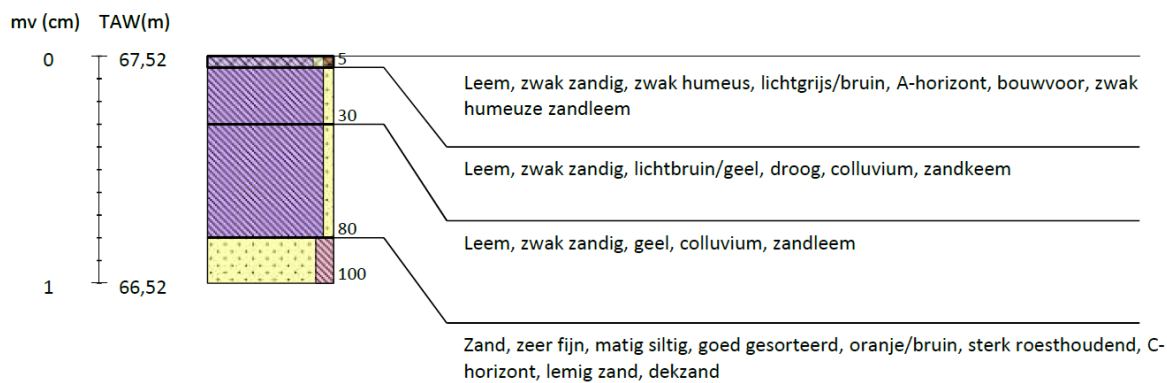 mv (cm) TAW(m)
0 67,52
5
Leem, zwak zandig, zwak humeus, lichtgrijs/bruin, A-horizont, bouwvoor, zwak
humeuze zandleem
30
Leem, zwak zandig, lichtbruin/geel, droog, colluvium, zandkeem
80
Leem, zwak zandig, geel, colluvium, zandleem
100
1 66,52
Zand, zeer fijn, matig siltig, goed gesorteerd, oranje/bruin, sterk roesthoudend, C-
horizont, lemig zand, dekzand